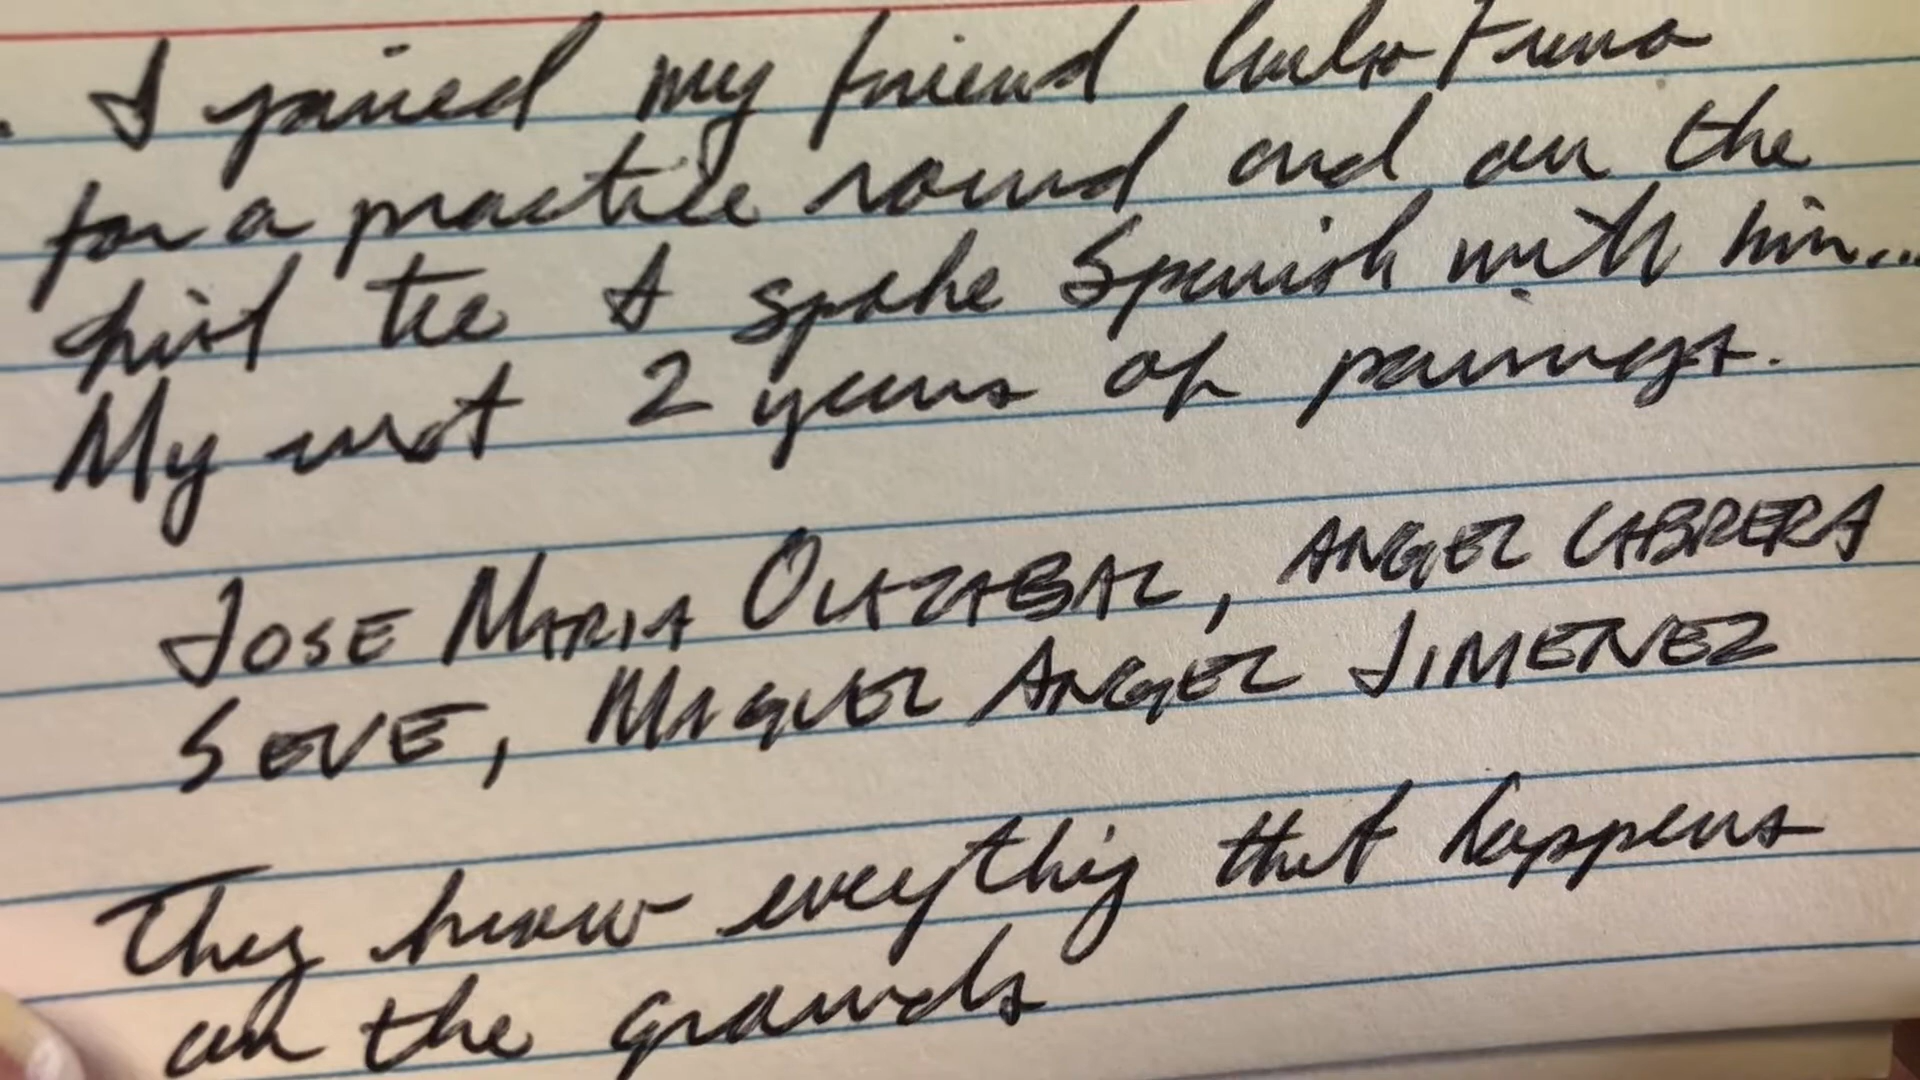 . I joined my friend Carlos Franco
for a practice round and on the
first tee I spoke Spanish with him...
My next 2 years of pairings.
JOSE MARIA OLAZABAL, ANGEL CABRERA
SEVE, MIGUEL ANGEL JIMENEZ
They know everything that happens
on the grounds